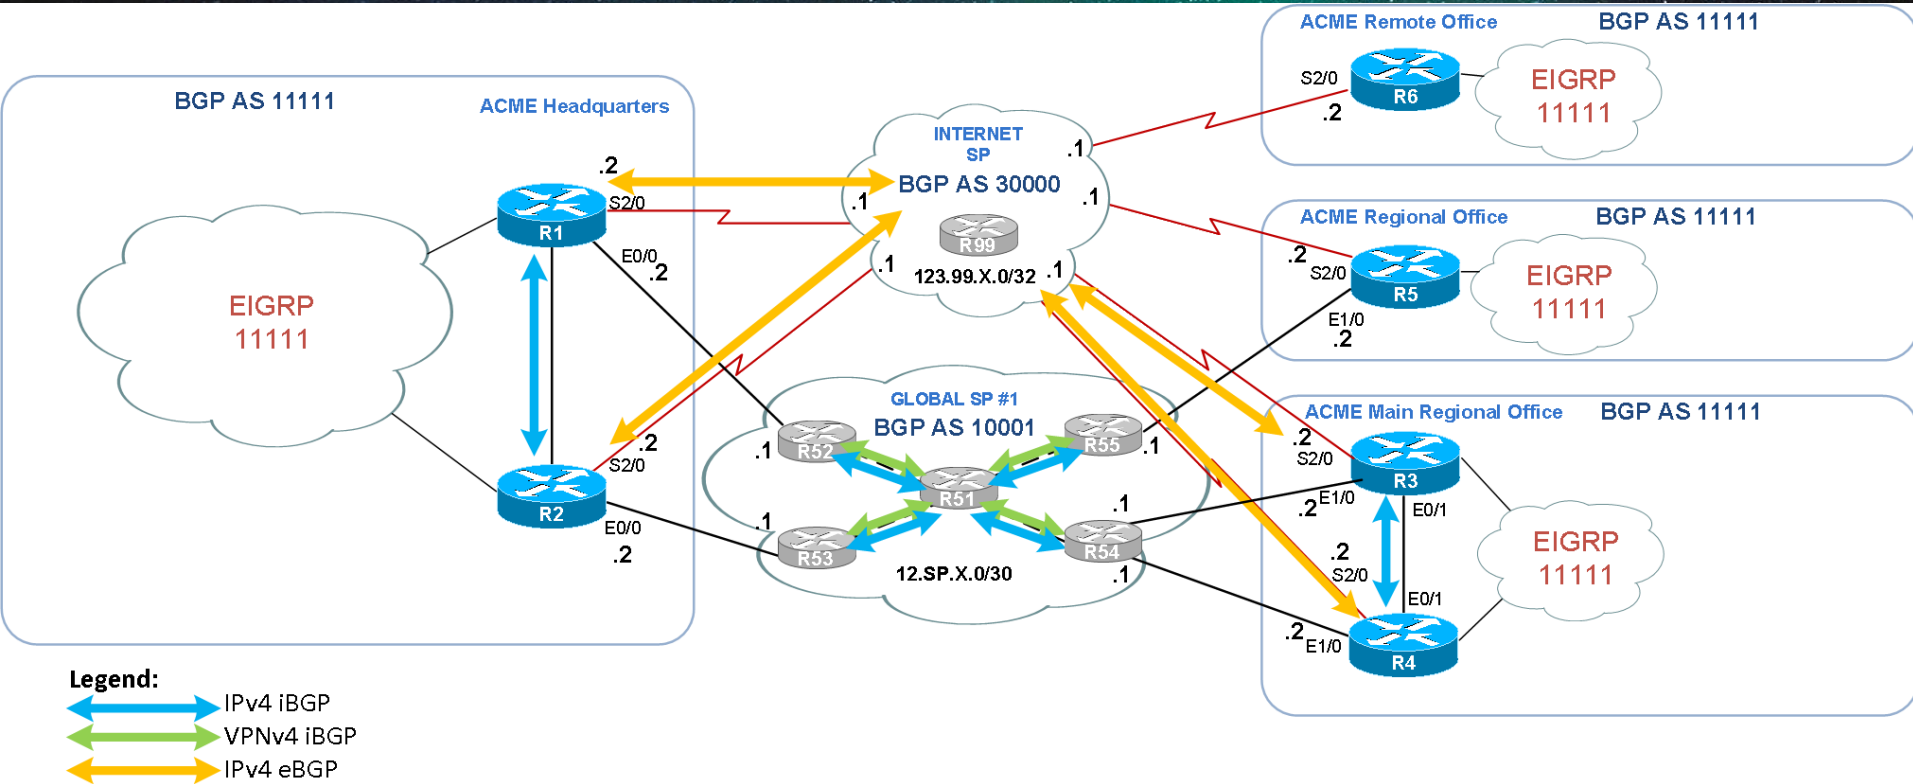 BGP AS 11111
ACME Headquarters
EIGRP
11111
R1
.2
S2/0
E0/0
.2
R2
.2
S2/0
E0/0
.2
INTERNET
SP
BGP AS 30000
R99
123.99.X.0/32
.1
.1
.1
.1
.1
GLOBAL SP #1
BGP AS 10001
R52
R55
R51
R53
R54
12.SP.X.0/30
.1
.1
.1
.1
.1
ACME Remote Office
BGP AS 11111
S2/0
.2
R6
EIGRP
11111
ACME Regional Office
BGP AS 11111
.2
S2/0
R5
E1/0
.2
EIGRP
11111
ACME Main Regional Office
BGP AS 11111
.2
S2/0
R3
.2
E1/0
E0/1
.2
S2/0
E0/1
.2
E1/0
R4
EIGRP
11111
Legend:
IPv4 iBGP
VPNv4 iBGP
IPv4 eBGP